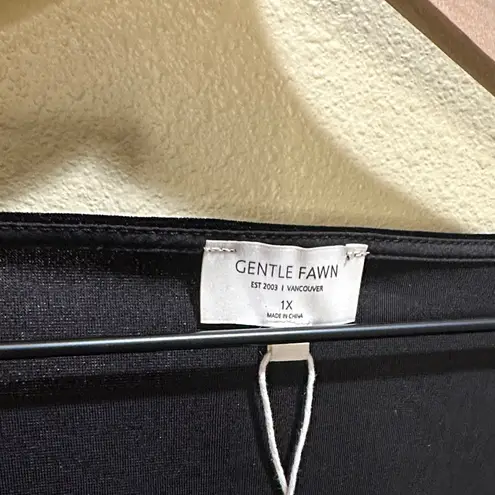 GENTLE FAWN
EST 2003 I VANCOUVER
1X
MADE IN CHINA